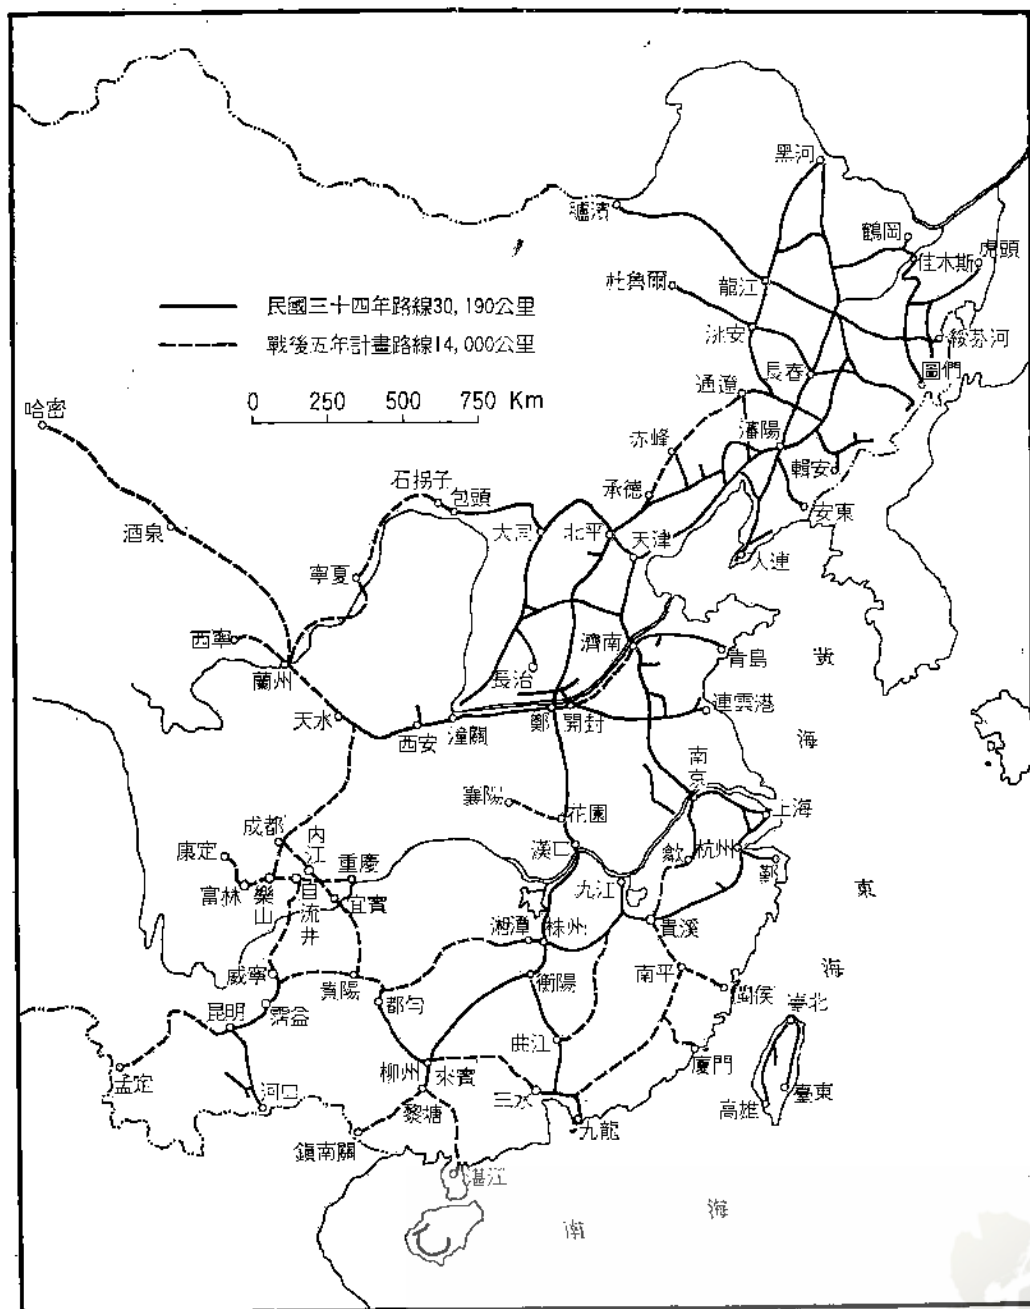 黑河
臚濱
鶴岡
虎頭
佳木斯
杜魯爾
龍江
民國三十四年路線30,190公里
戰後五年計畫路線14,000公里
洮安
綏芬河
長春
圖們
通遼
0 250 500 750 Km
哈密
赤峰
瀋陽
輯安
石拐子
包頭
承德
安東
酒泉
大同
北平
天津
大連
寧夏
西寧
濟南
青島
黃
蘭州
長治
連雲港
天水
西安
潼關
鄭
開封
海
南京
襄陽
花園
上海
成都
內江
漢口
歙
杭州
鄞
康定
重慶
九江
東
富林
樂山
自流井
宜賓
湘潭
株州
貴溪
海
威寧
貴陽
衡陽
南平
閩侯
昆明
霑益
都勻
臺北
曲江
孟定
柳州
來賓
廈門
河口
黎塘
三水
高雄
臺東
九龍
鎮南關
湛江
南
海